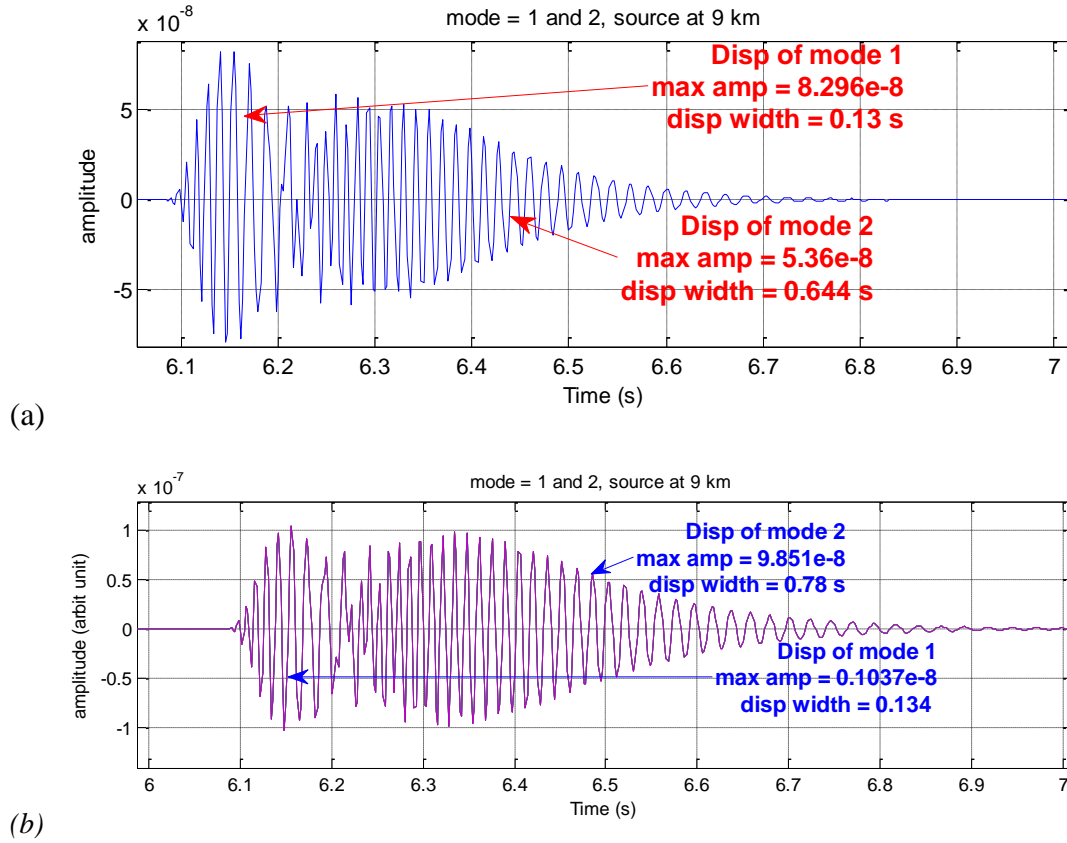 mode = 1 and 2, source at 9 km
x 10^-8
Disp of mode 1
max amp = 8.296e-8
disp width = 0.13 s
5
0
-5
amplitude
Disp of mode 2
max amp = 5.36e-8
disp width = 0.644 s
6.1 6.2 6.3 6.4 6.5 6.6 6.7 6.8 6.9 7
Time (s)
(a)
mode = 1 and 2, source at 9 km
x 10^-7
Disp of mode 2
max amp = 9.851e-8
disp width = 0.78 s
1
0.5
0
-0.5
-1
amplitude (arbit unit)
Disp of mode 1
max amp = 0.1037e-8
disp width = 0.134
6 6.1 6.2 6.3 6.4 6.5 6.6 6.7 6.8 6.9 7
Time (s)
(b)